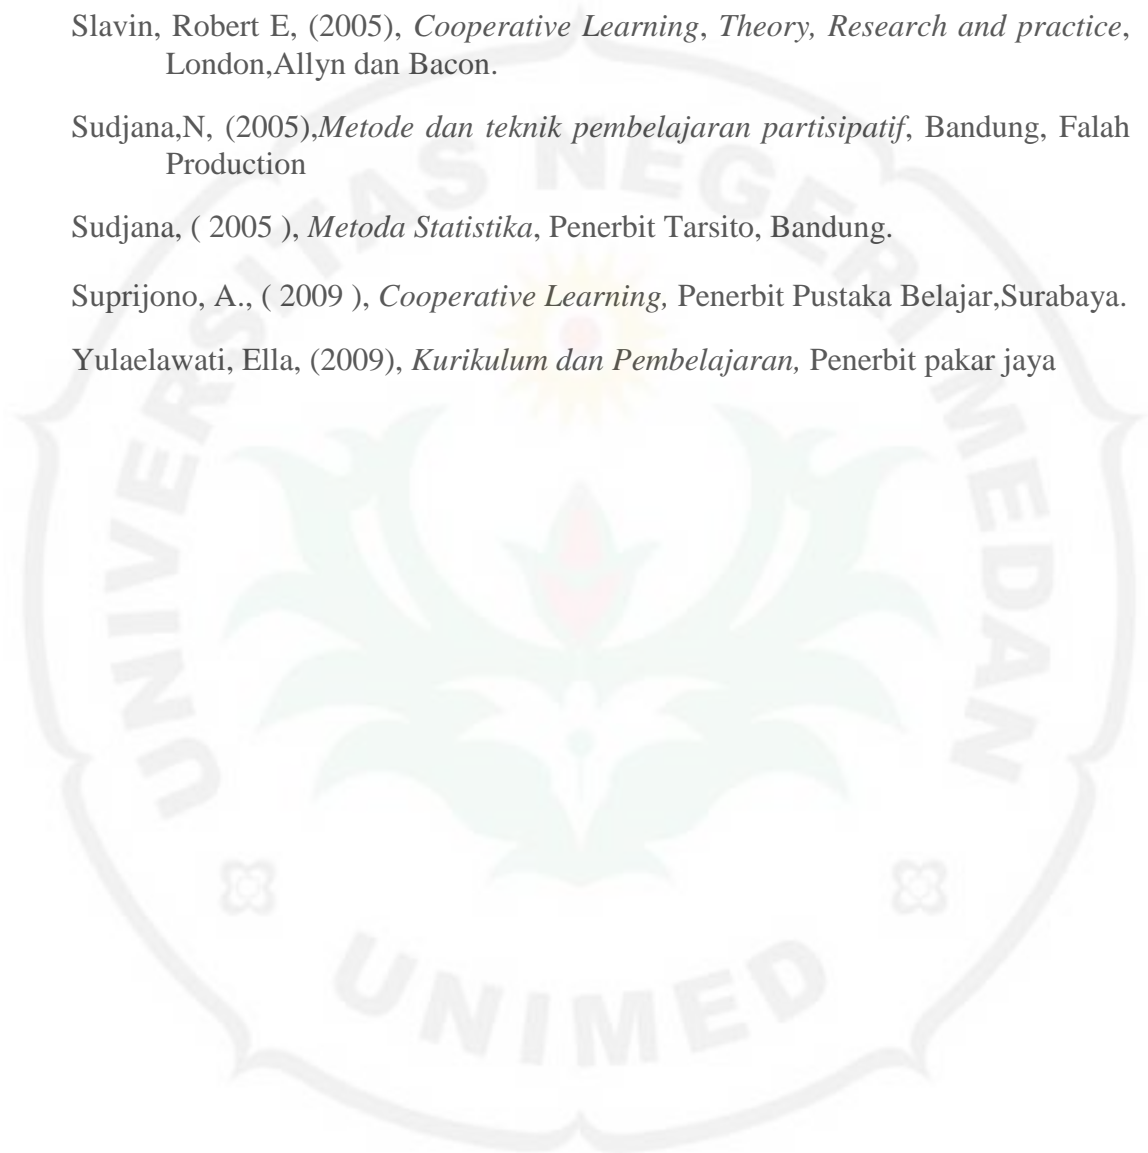 Slavin, Robert E, (2005), Cooperative Learning, Theory, Research and practice,
London,Allyn dan Bacon.
Sudjana,N, (2005),Metode dan teknik pembelajaran partisipatif, Bandung, Falah
Production
Sudjana, ( 2005 ), Metoda Statistika, Penerbit Tarsito, Bandung.
Suprijono, A., ( 2009 ), Cooperative Learning, Penerbit Pustaka Belajar,Surabaya.
Yulaelawati, Ella, (2009), Kurikulum dan Pembelajaran, Penerbit pakar jaya
UNIVERSITAS NEGERI MEDAN
UNIMED